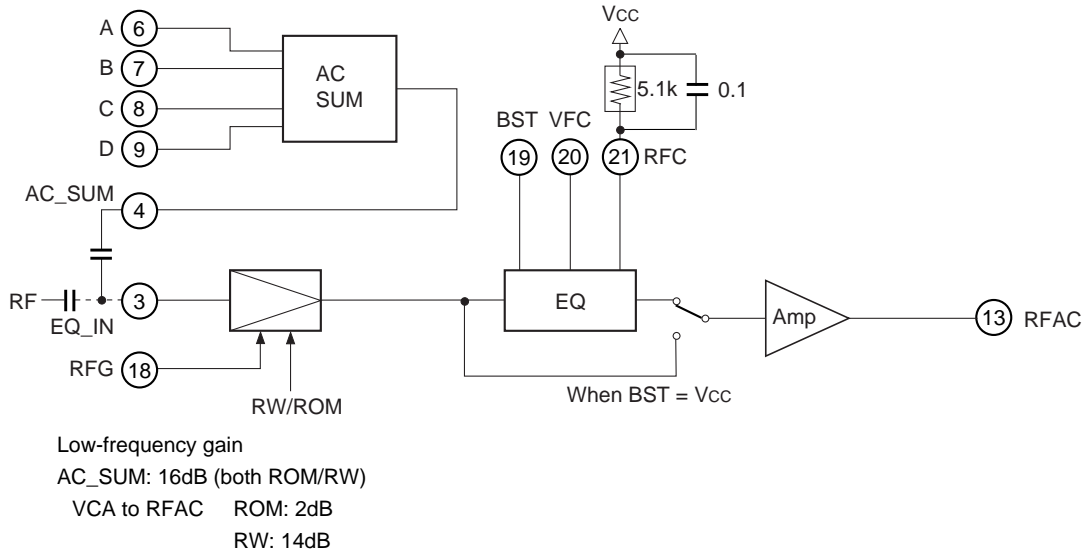 A 6
B 7
C 8
D 9
AC
SUM
Vcc
5.1k 0.1
BST VFC
19 20 21 RFC
AC_SUM 4
RF 3
EQ_IN
EQ
Amp
13 RFAC
RFG 18
RW/ROM
When BST = Vcc
Low-frequency gain
AC_SUM: 16dB (both ROM/RW)
VCA to RFAC ROM: 2dB
RW: 14dB